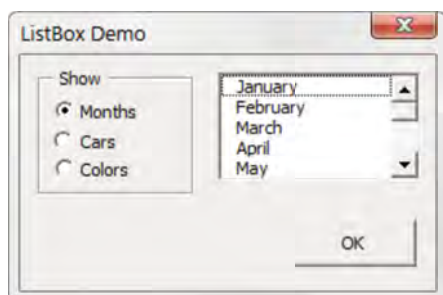 ListBox Demo
Show
Months
Cars
Colors
January
February
March
April
May
OK